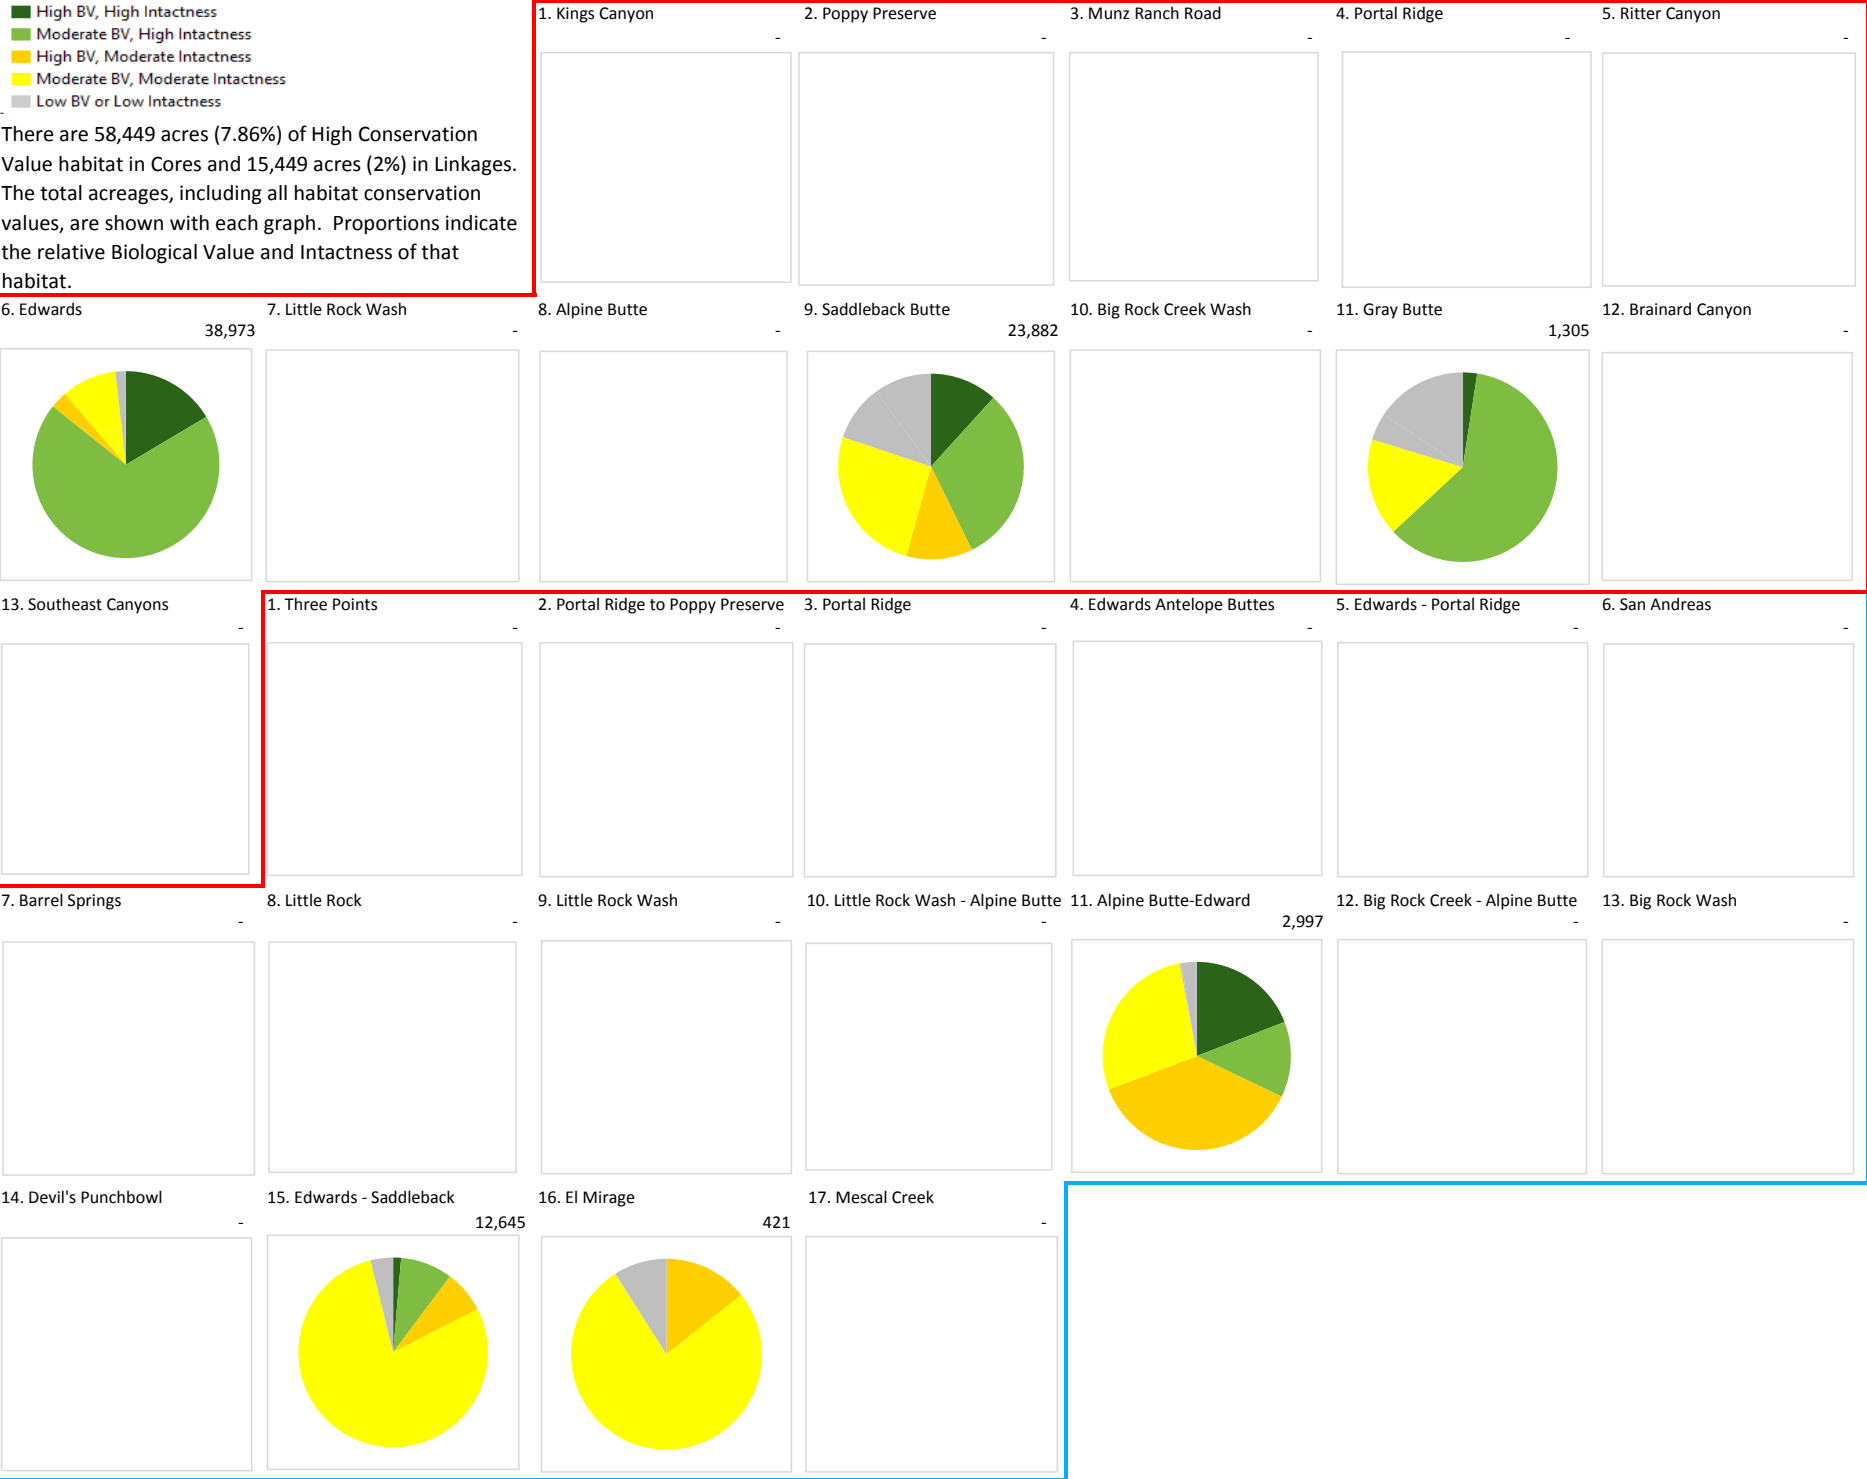 High BV, High Intactness
Moderate BV, High Intactness
High BV, Moderate Intactness
Moderate BV, Moderate Intactness
Low BV or Low Intactness
-
There are 58,449 acres (7.86%) of High Conservation
Value habitat in Cores and 15,449 acres (2%) in Linkages.
The total acreages, including all habitat conservation
values, are shown with each graph. Proportions indicate
the relative Biological Value and Intactness of that
habitat.
1. Kings Canyon
-
2. Poppy Preserve
-
3. Munz Ranch Road
-
4. Portal Ridge
-
5. Ritter Canyon
-
6. Edwards
38,973
7. Little Rock Wash
-
8. Alpine Butte
-
9. Saddleback Butte
23,882
10. Big Rock Creek Wash
-
11. Gray Butte
1,305
12. Brainard Canyon
-
13. Southeast Canyons
-
1. Three Points
-
2. Portal Ridge to Poppy Preserve
-
3. Portal Ridge
-
4. Edwards Antelope Buttes
-
5. Edwards - Portal Ridge
-
6. San Andreas
-
7. Barrel Springs
-
8. Little Rock
-
9. Little Rock Wash
-
10. Little Rock Wash - Alpine Butte
-
11. Alpine Butte-Edward
2,997
12. Big Rock Creek - Alpine Butte
-
13. Big Rock Wash
-
14. Devil's Punchbowl
-
15. Edwards - Saddleback
12,645
16. El Mirage
421
17. Mescal Creek
-